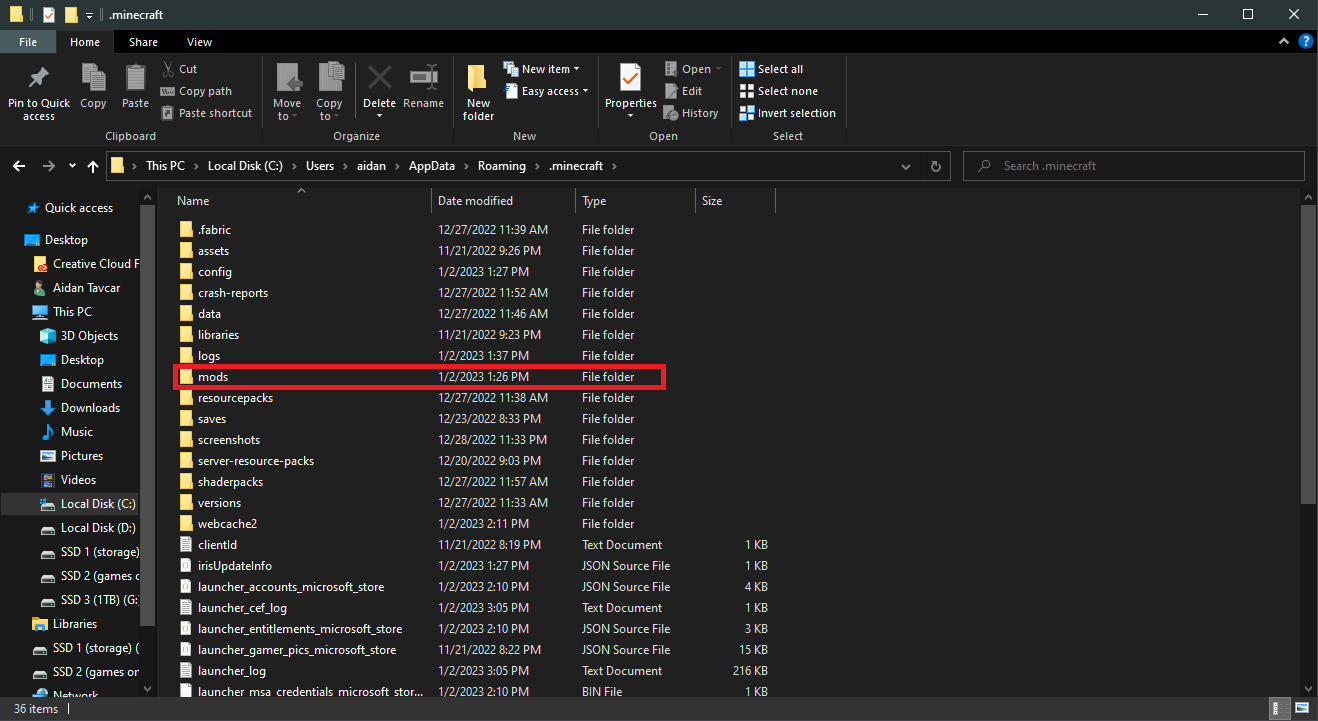 .minecraft
File Home Share View
Pin to Quick access
Copy
Paste
Cut
Copy path
Paste shortcut
Clipboard
Move to
Copy to
Delete
Rename
Organize
New folder
New item
Easy access
New
Properties
Open
Edit
History
Open
Select all
Select none
Invert selection
Select
This PC › Local Disk (C:) › Users › aidan › AppData › Roaming › .minecraft ›
Search .minecraft
Quick access
Desktop
Creative Cloud F
Aidan Tavcar
This PC
3D Objects
Desktop
Documents
Downloads
Music
Pictures
Videos
Local Disk (C:)
Local Disk (D:)
SSD 1 (storage)
SSD 2 (games o
SSD 3 (1TB) (G:
Libraries
SSD 1 (storage) (
SSD 2 (games on
Network
Name Date modified Type Size
.fabric 12/27/2022 11:39 AM File folder
assets 11/21/2022 9:26 PM File folder
config 1/2/2023 1:27 PM File folder
crash-reports 12/27/2022 11:52 AM File folder
data 12/27/2022 11:46 AM File folder
libraries 11/21/2022 9:23 PM File folder
logs 1/2/2023 1:37 PM File folder
mods 1/2/2023 1:26 PM File folder
resourcepacks 12/27/2022 11:38 AM File folder
saves 12/23/2022 8:33 PM File folder
screenshots 12/28/2022 11:33 PM File folder
server-resource-packs 12/20/2022 9:03 PM File folder
shaderpacks 12/27/2022 11:57 AM File folder
versions 12/27/2022 11:33 AM File folder
webcache2 1/2/2023 2:11 PM File folder
clientId 11/21/2022 8:19 PM Text Document 1 KB
irisUpdateInfo 1/2/2023 1:27 PM JSON Source File 1 KB
launcher_accounts_microsoft_store 1/2/2023 2:10 PM JSON Source File 4 KB
launcher_cef_log 1/2/2023 3:05 PM Text Document 1 KB
launcher_entitlements_microsoft_store 1/2/2023 2:10 PM JSON Source File 3 KB
launcher_gamer_pics_microsoft_store 11/21/2022 8:22 PM JSON Source File 15 KB
launcher_log 1/2/2023 3:05 PM Text Document 216 KB
launcher_msa_credentials_microsoft_stor... 1/2/2023 2:10 PM BIN File 1 KB
36 items